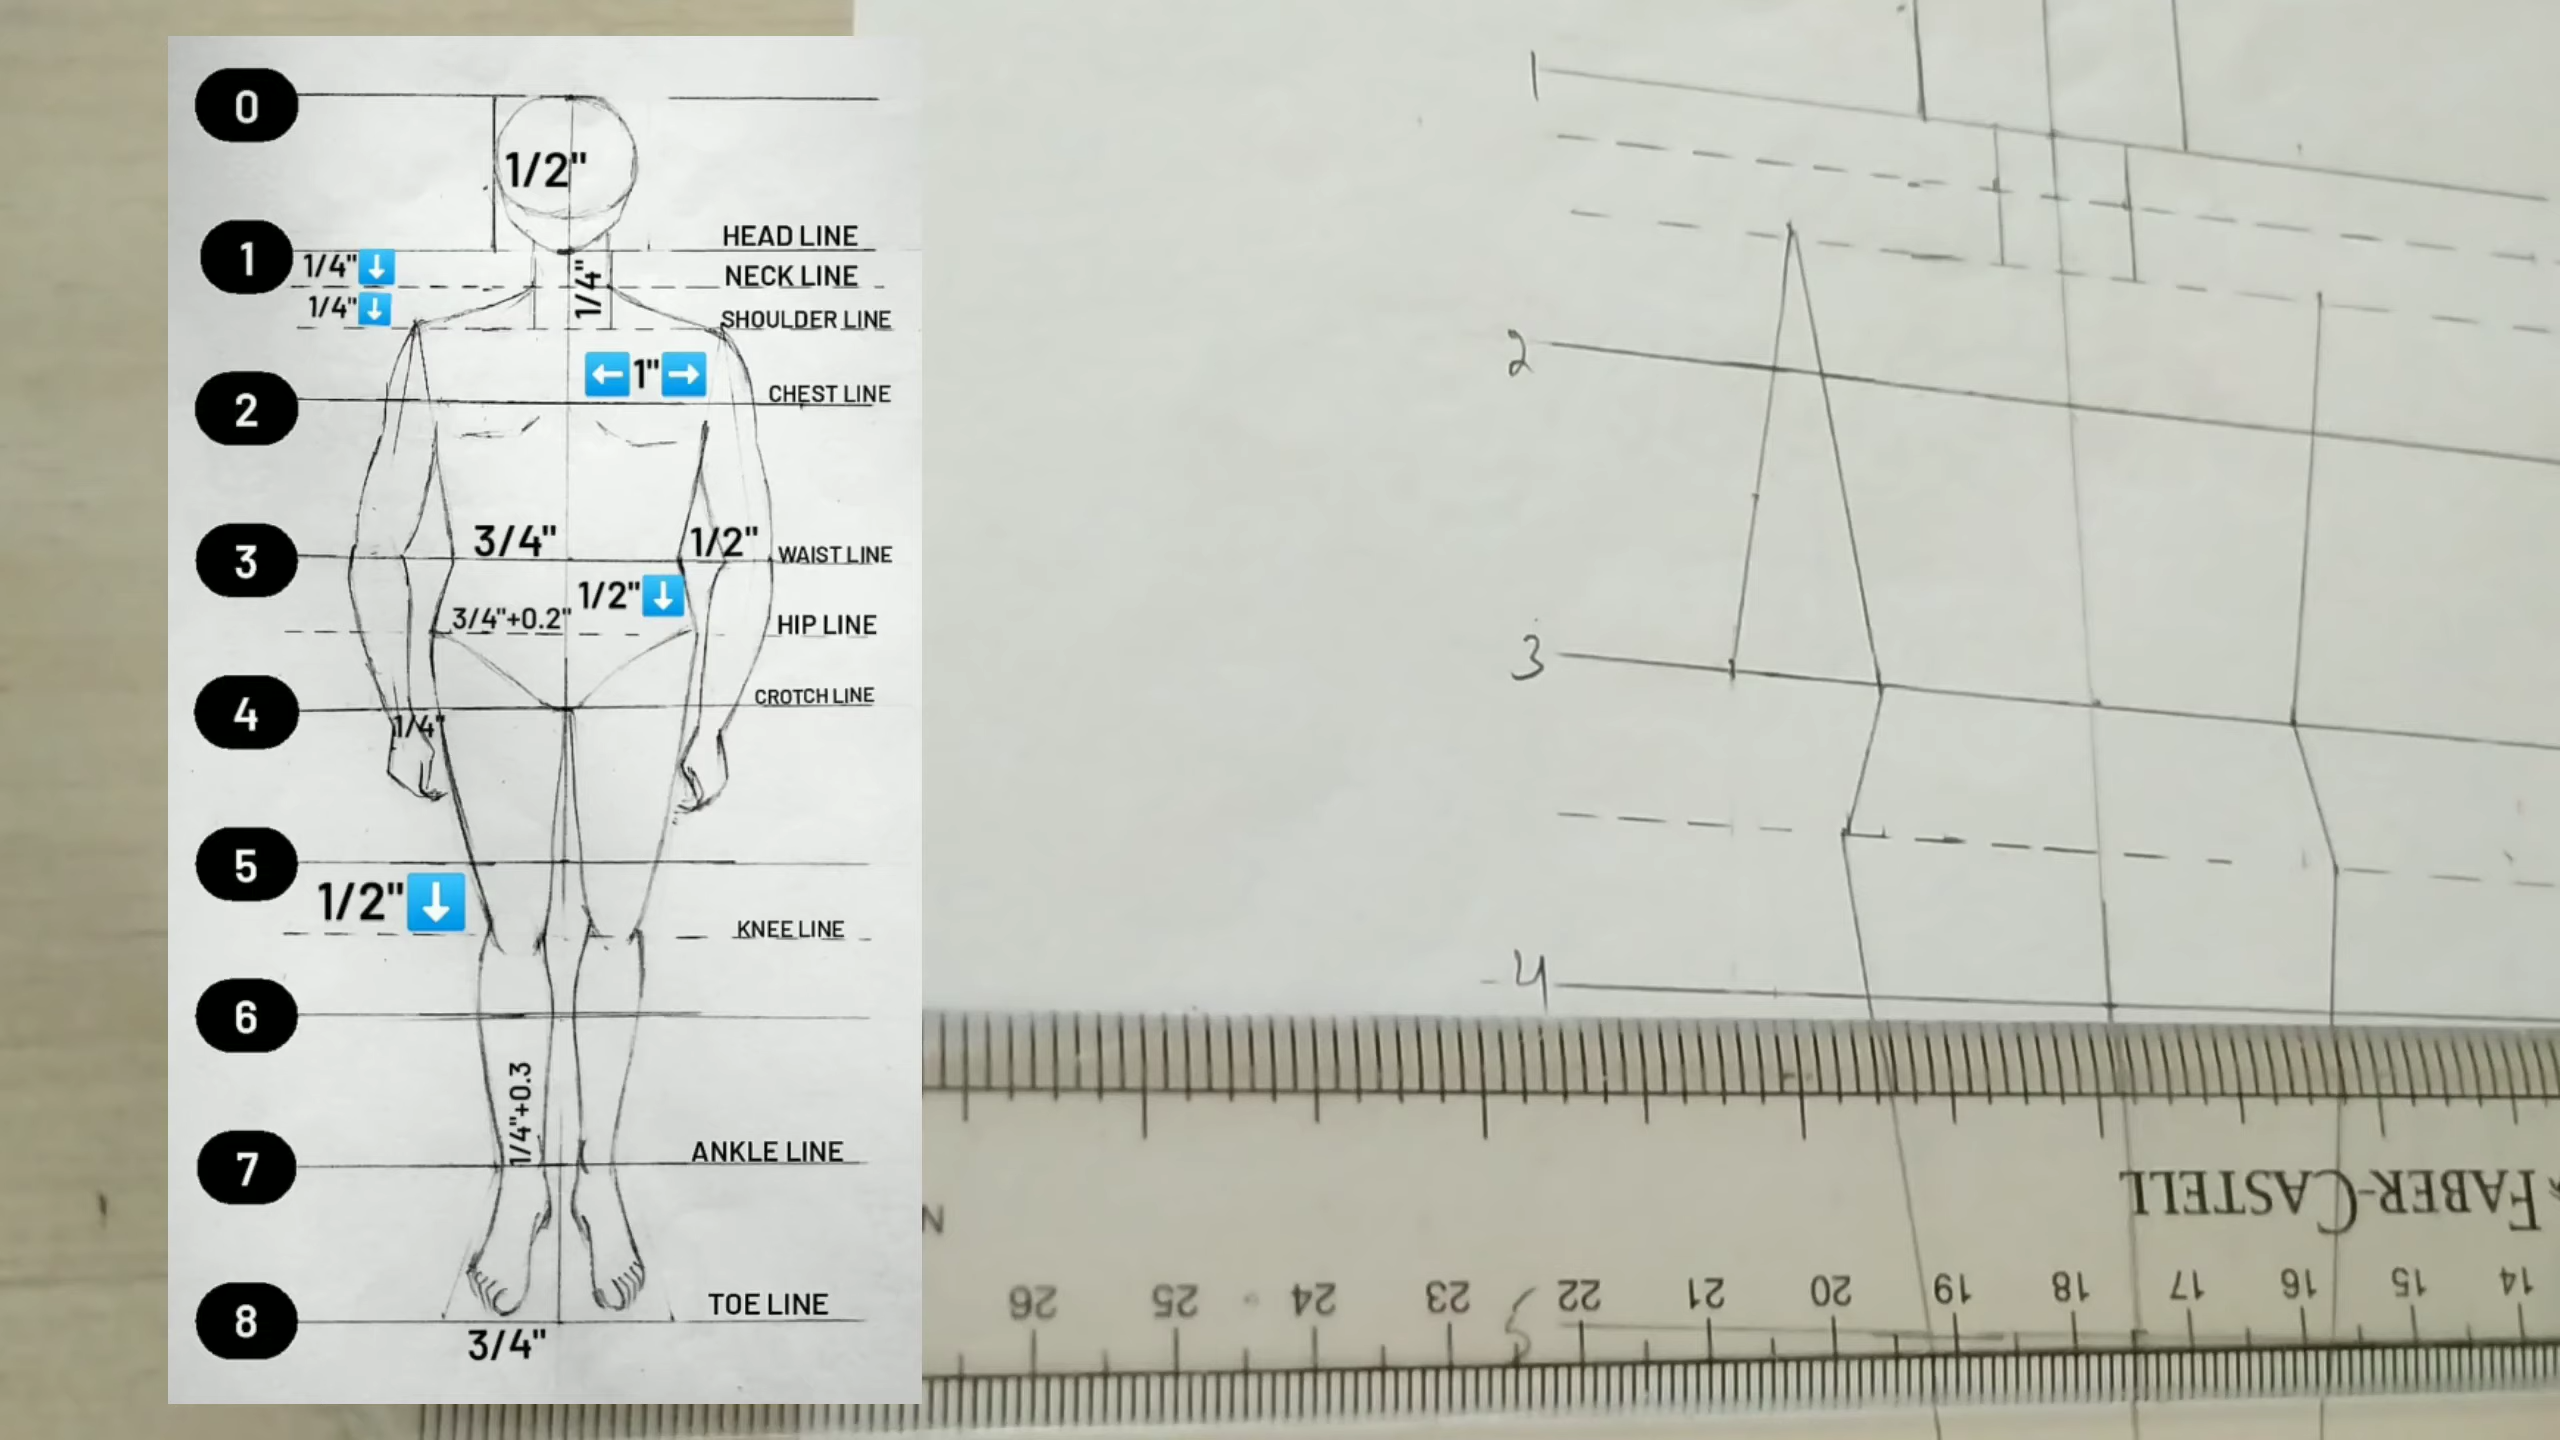 0
1/2"
HEAD LINE
1
1/4"
NECK LINE
1/4"
1/4"
SHOULDER LINE
1"
2
CHEST LINE
3
3/4"
1/2"
WAIST LINE
1/2"
3/4"+0.2"
HIP LINE
4
CROTCH LINE
1/4"
5
1/2"
KNEE LINE
6
1/4"+0.3
7
ANKLE LINE
8
TOE LINE
3/4"
1
2
3
4
5
FABER-CASTELL
N
26 25 24 23 22 21 20 19 18 17 16 15 14